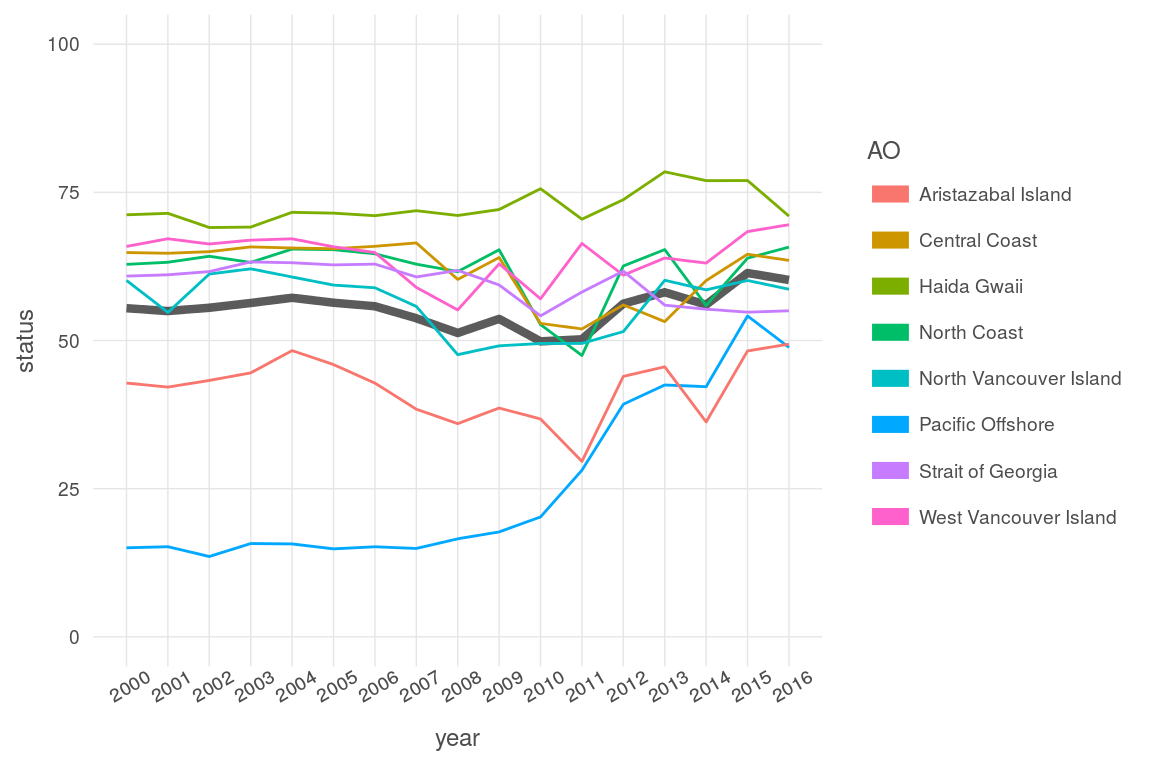 100
75
50
25
0
status
2000 2001 2002 2003 2004 2005 2006 2007 2008 2009 2010 2011 2012 2013 2014 2015 2016
year
AO
Aristazabal Island
Central Coast
Haida Gwaii
North Coast
North Vancouver Island
Pacific Offshore
Strait of Georgia
West Vancouver Island